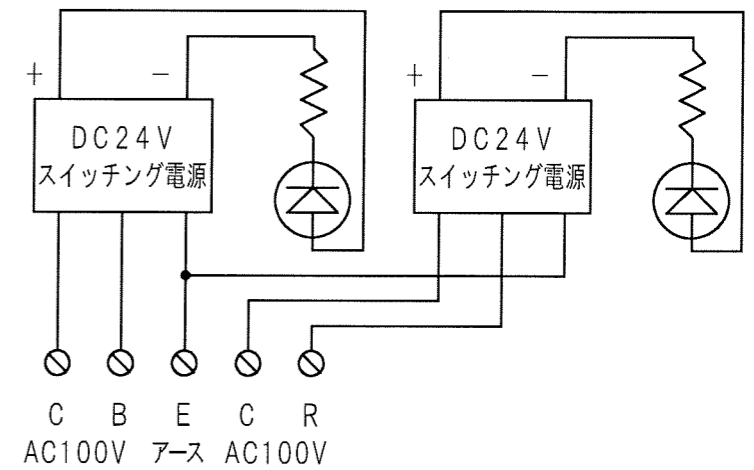 + −
DC24V
スイッチング電源
+ −
DC24V
スイッチング電源
C B E C R
AC100V アース AC100V